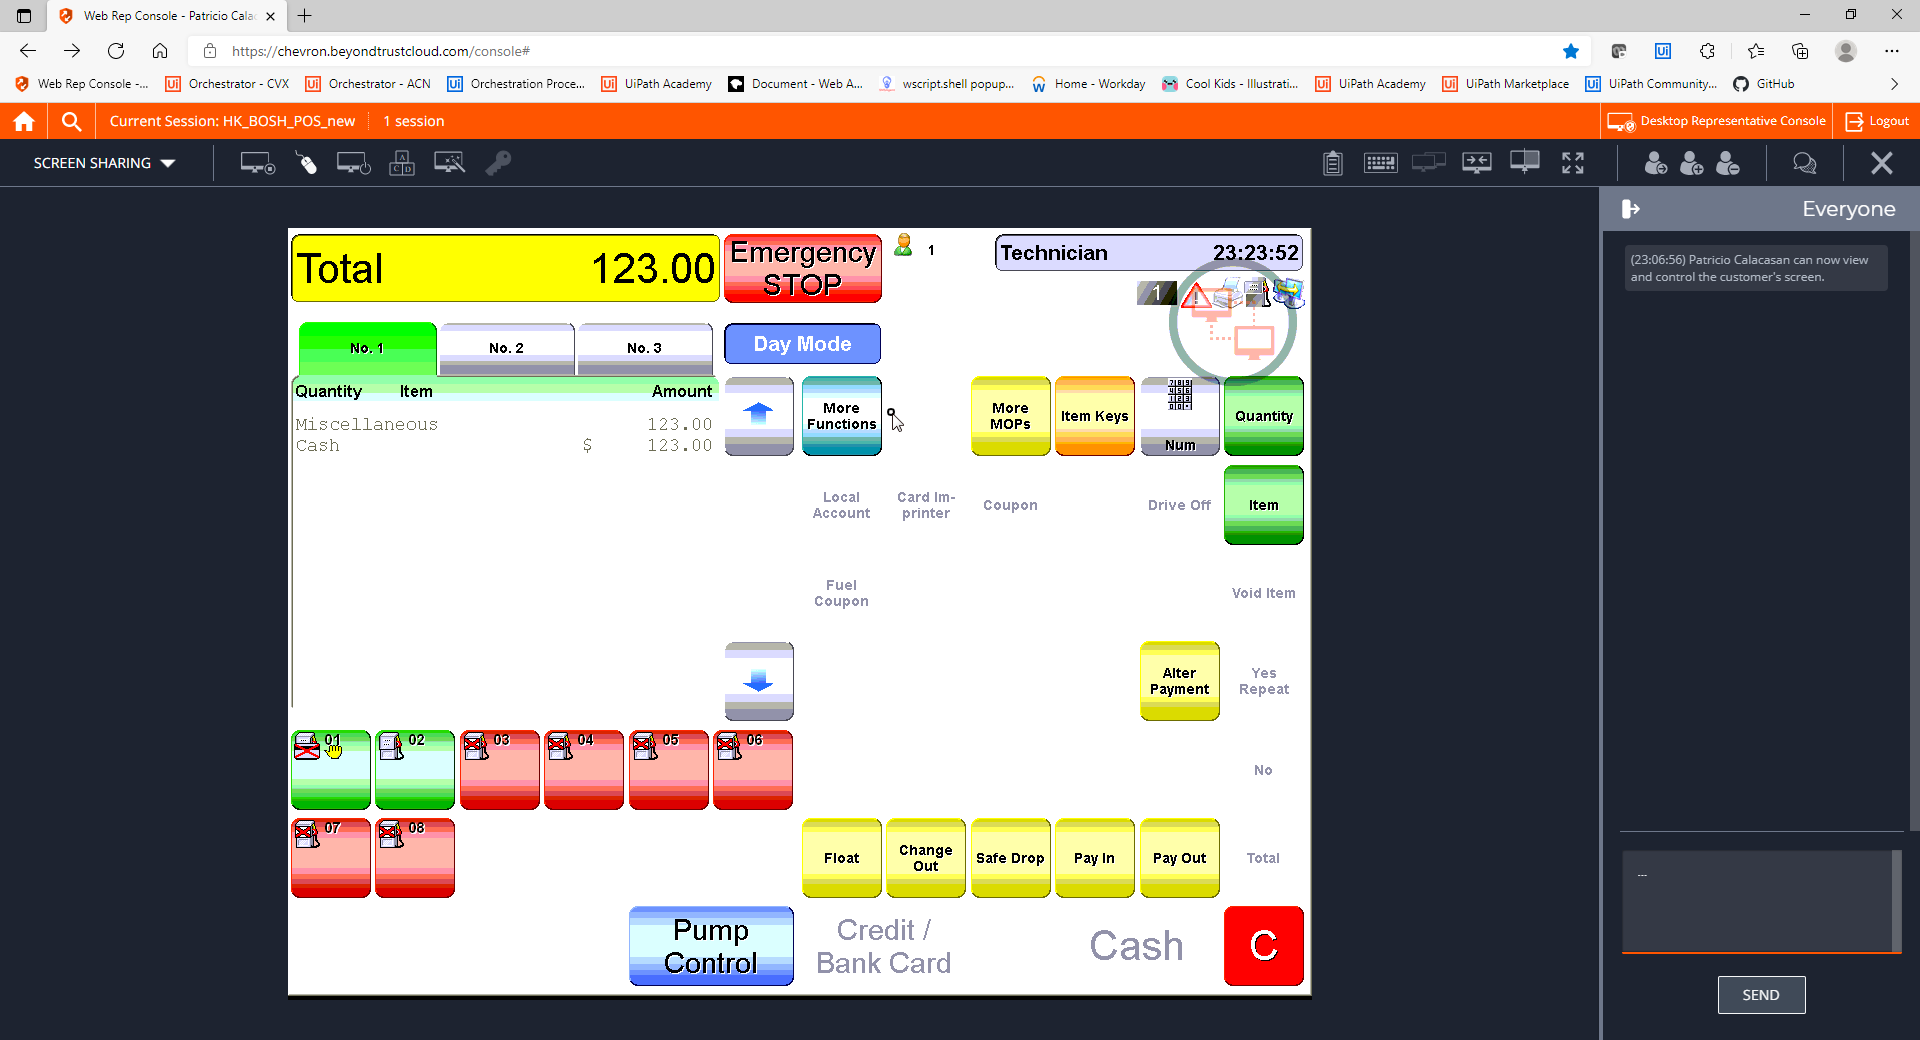 Web Rep Console - Patricio Cala
https://chevron.beyondtrustcloud.com/console#
Web Rep Console -... Orchestrator - CVX Orchestrator - ACN Orchestration Proce... UiPath Academy Document - Web A... wscript.shell popup... Home - Workday Cool Kids - Illustrati... UiPath Academy UiPath Marketplace UiPath Community... GitHub
Current Session: HK_BOSH_POS_new 1 session Desktop Representative Console Logout
SCREEN SHARING
Everyone
(23:06:56) Patricio Calacasan can now view
and control the customer's screen.
Total 123.00
Emergency
STOP
1
Technician 23:23:52
1
No. 1 No. 2 No. 3
Day Mode
Quantity Item Amount
Miscellaneous 123.00
Cash $ 123.00
More
Functions
More
MOPs
Item Keys
Num
Quantity
Local
Account
Card Im-
printer
Coupon
Drive Off
Item
Fuel
Coupon
Void Item
Alter
Payment
Yes
Repeat
01 02 03 04 05 06
No
07 08
Float
Change
Out
Safe Drop
Pay In
Pay Out
Total
Pump
Control
Credit /
Bank Card
Cash
C
...
SEND